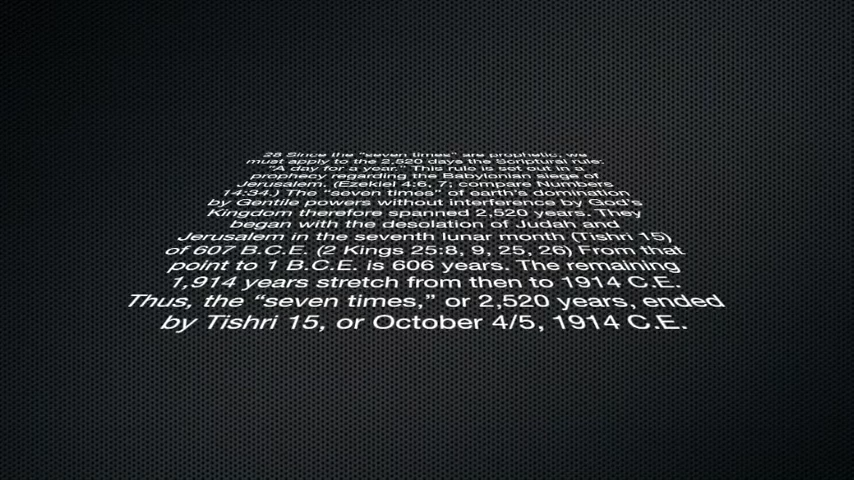 28 Since the “seven times” are prophetic, we
must apply to the 2,520 days the Scriptural rule:
“A day for a year.” This rule is set out in a
prophecy regarding the Babylonian siege of
Jerusalem. (Ezekiel 4:6, 7; compare Numbers
14:34.) The “seven times” of earth's domination
by Gentile powers without interference by God's
Kingdom therefore spanned 2,520 years. They
began with the desolation of Judah and
Jerusalem in the seventh lunar month (Tishri 15)
of 607 B.C.E. (2 Kings 25:8, 9, 25, 26) From that
point to 1 B.C.E. is 606 years. The remaining
1,914 years stretch from then to 1914 C.E.
Thus, the “seven times,” or 2,520 years, ended
by Tishri 15, or October 4/5, 1914 C.E.